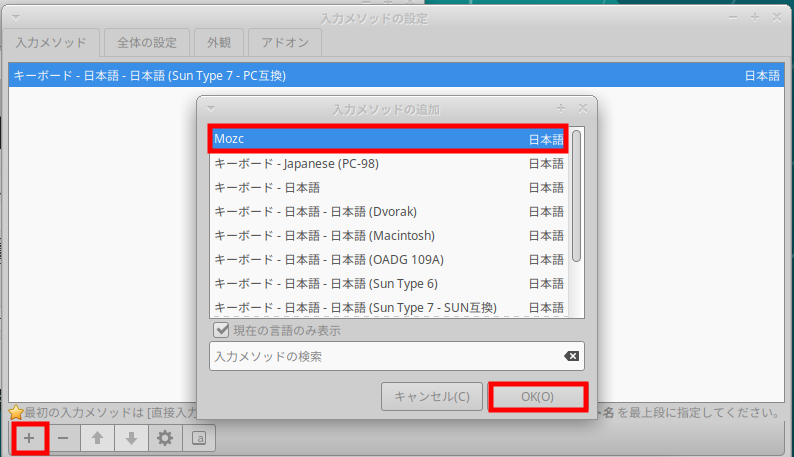 入力メソッドの設定
入力メソッド
全体の設定
外観
アドオン
キーボード - 日本語 - 日本語 (Sun Type 7 - PC互換) 日本語
入力メソッドの追加
Mozc 日本語
キーボード - Japanese (PC-98) 日本語
キーボード - 日本語 日本語
キーボード - 日本語 - 日本語 (Dvorak) 日本語
キーボード - 日本語 - 日本語 (Macintosh) 日本語
キーボード - 日本語 - 日本語 (OADG 109A) 日本語
キーボード - 日本語 - 日本語 (Sun Type 6) 日本語
キーボード - 日本語 - 日本語 (Sun Type 7 - SUN互換) 日本語
現在の言語のみ表示
入力メソッドの検索
キャンセル(C)
OK(O)
最初の入力メソッドは [直接入力
ト名 を最上段に指定してください。
a